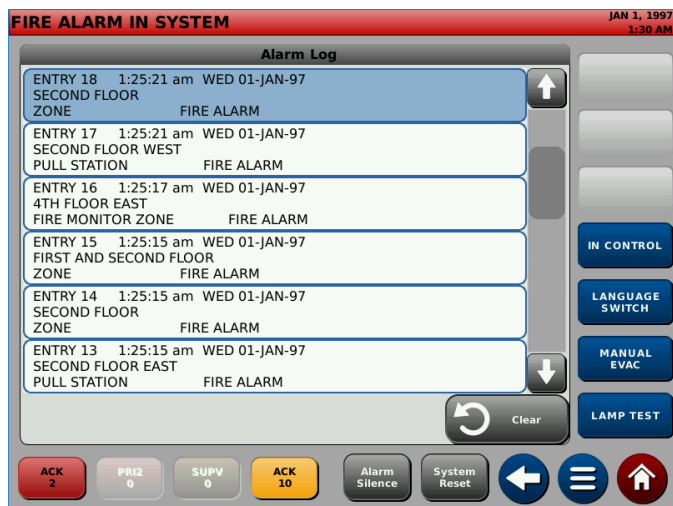 FIRE ALARM IN SYSTEM
JAN 1, 1997
1:30 AM
Alarm Log
ENTRY 18 1:25:21 am WED 01-JAN-97
SECOND FLOOR
ZONE FIRE ALARM
ENTRY 17 1:25:21 am WED 01-JAN-97
SECOND FLOOR WEST
PULL STATION FIRE ALARM
ENTRY 16 1:25:17 am WED 01-JAN-97
4TH FLOOR EAST
FIRE MONITOR ZONE FIRE ALARM
ENTRY 15 1:25:15 am WED 01-JAN-97
FIRST AND SECOND FLOOR
ZONE FIRE ALARM
ENTRY 14 1:25:15 am WED 01-JAN-97
SECOND FLOOR
ZONE FIRE ALARM
ENTRY 13 1:25:15 am WED 01-JAN-97
SECOND FLOOR EAST
PULL STATION FIRE ALARM
Clear
IN CONTROL
LANGUAGE
SWITCH
MANUAL
EVAC
LAMP TEST
ACK
2
PRI2
0
SUPV
0
ACK
10
Alarm
Silence
System
Reset